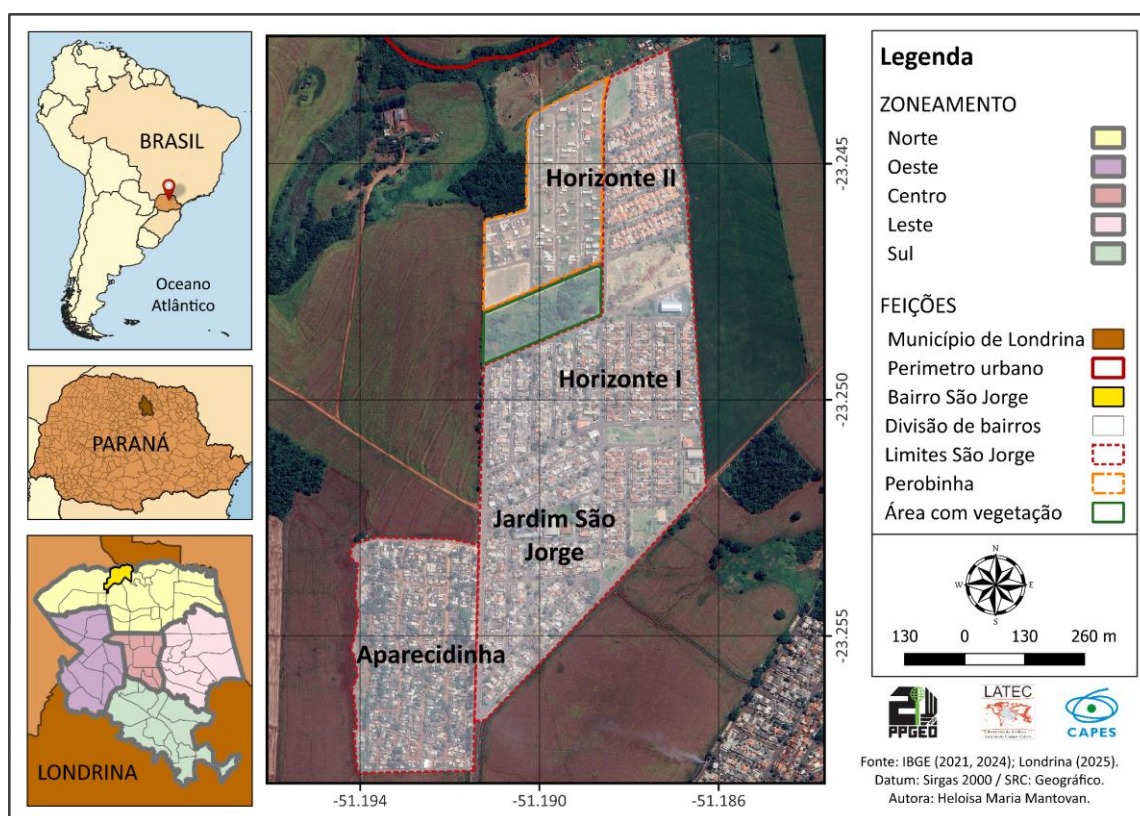 BRASIL
Oceano
Atlântico
PARANÁ
LONDRINA
Horizonte II
Horizonte I
Jardim São
Jorge
Aparecidinha
-23.245
-23.250
-23.255
-51.194
-51.190
-51.186
Legenda
ZONEAMENTO
Norte
Oeste
Centro
Leste
Sul
FEIÇÕES
Município de Londrina
Perimetro urbano
Bairro São Jorge
Divisão de bairros
Limites São Jorge
Perobinha
Área com vegetação
N
W
E
S
130 0 130 260 m
PPGEO
LATEC
CAPES
Fonte: IBGE (2021, 2024); Londrina (2025).
Datum: Sirgas 2000 / SRC: Geográfico.
Autora: Heloisa Maria Mantovan.